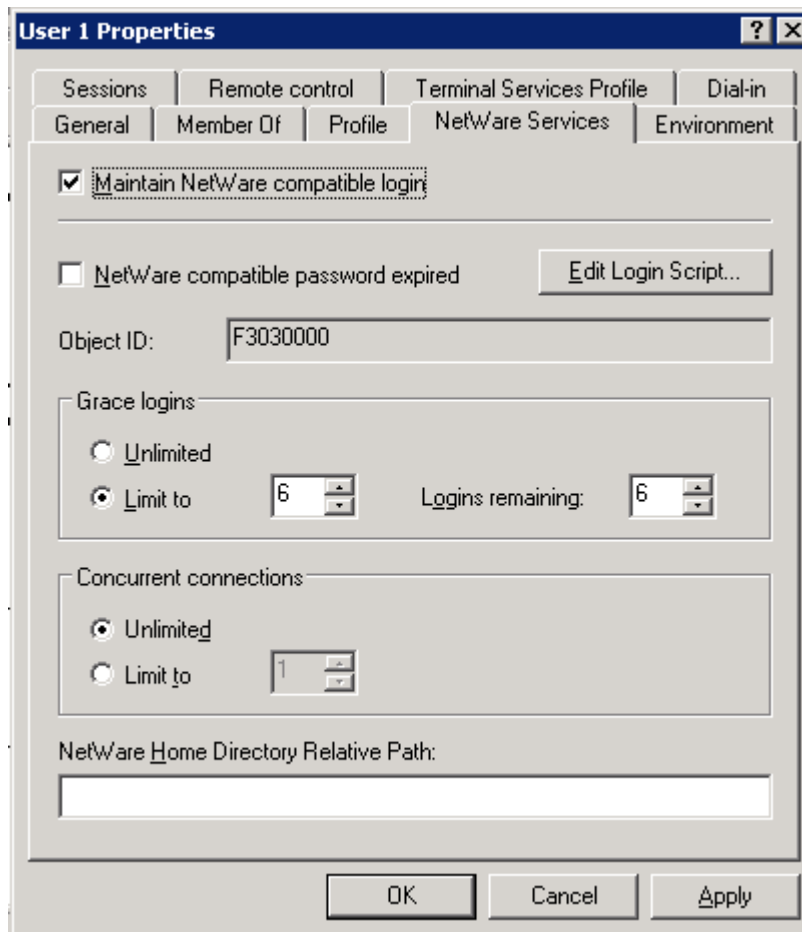 User 1 Properties
Sessions Remote control Terminal Services Profile Dial-in
General Member Of Profile NetWare Services Environment
Maintain NetWare compatible login
NetWare compatible password expired Edit Login Script...
Object ID: F3030000
Grace logins
Unlimited
Limit to 6 Logins remaining: 6
Concurrent connections
Unlimited
Limit to 1
NetWare Home Directory Relative Path:
OK Cancel Apply